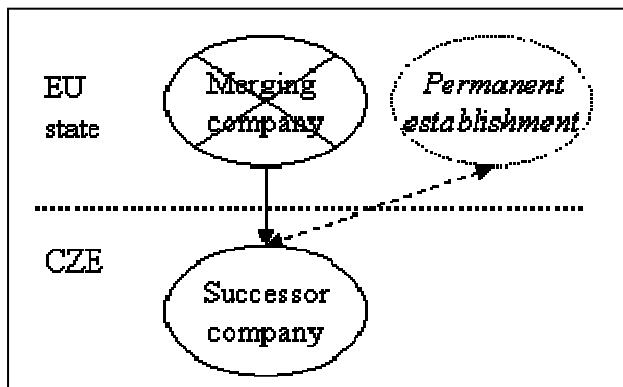 EU
state
Merging
company
Permanent
establishment
CZE
Successor
company